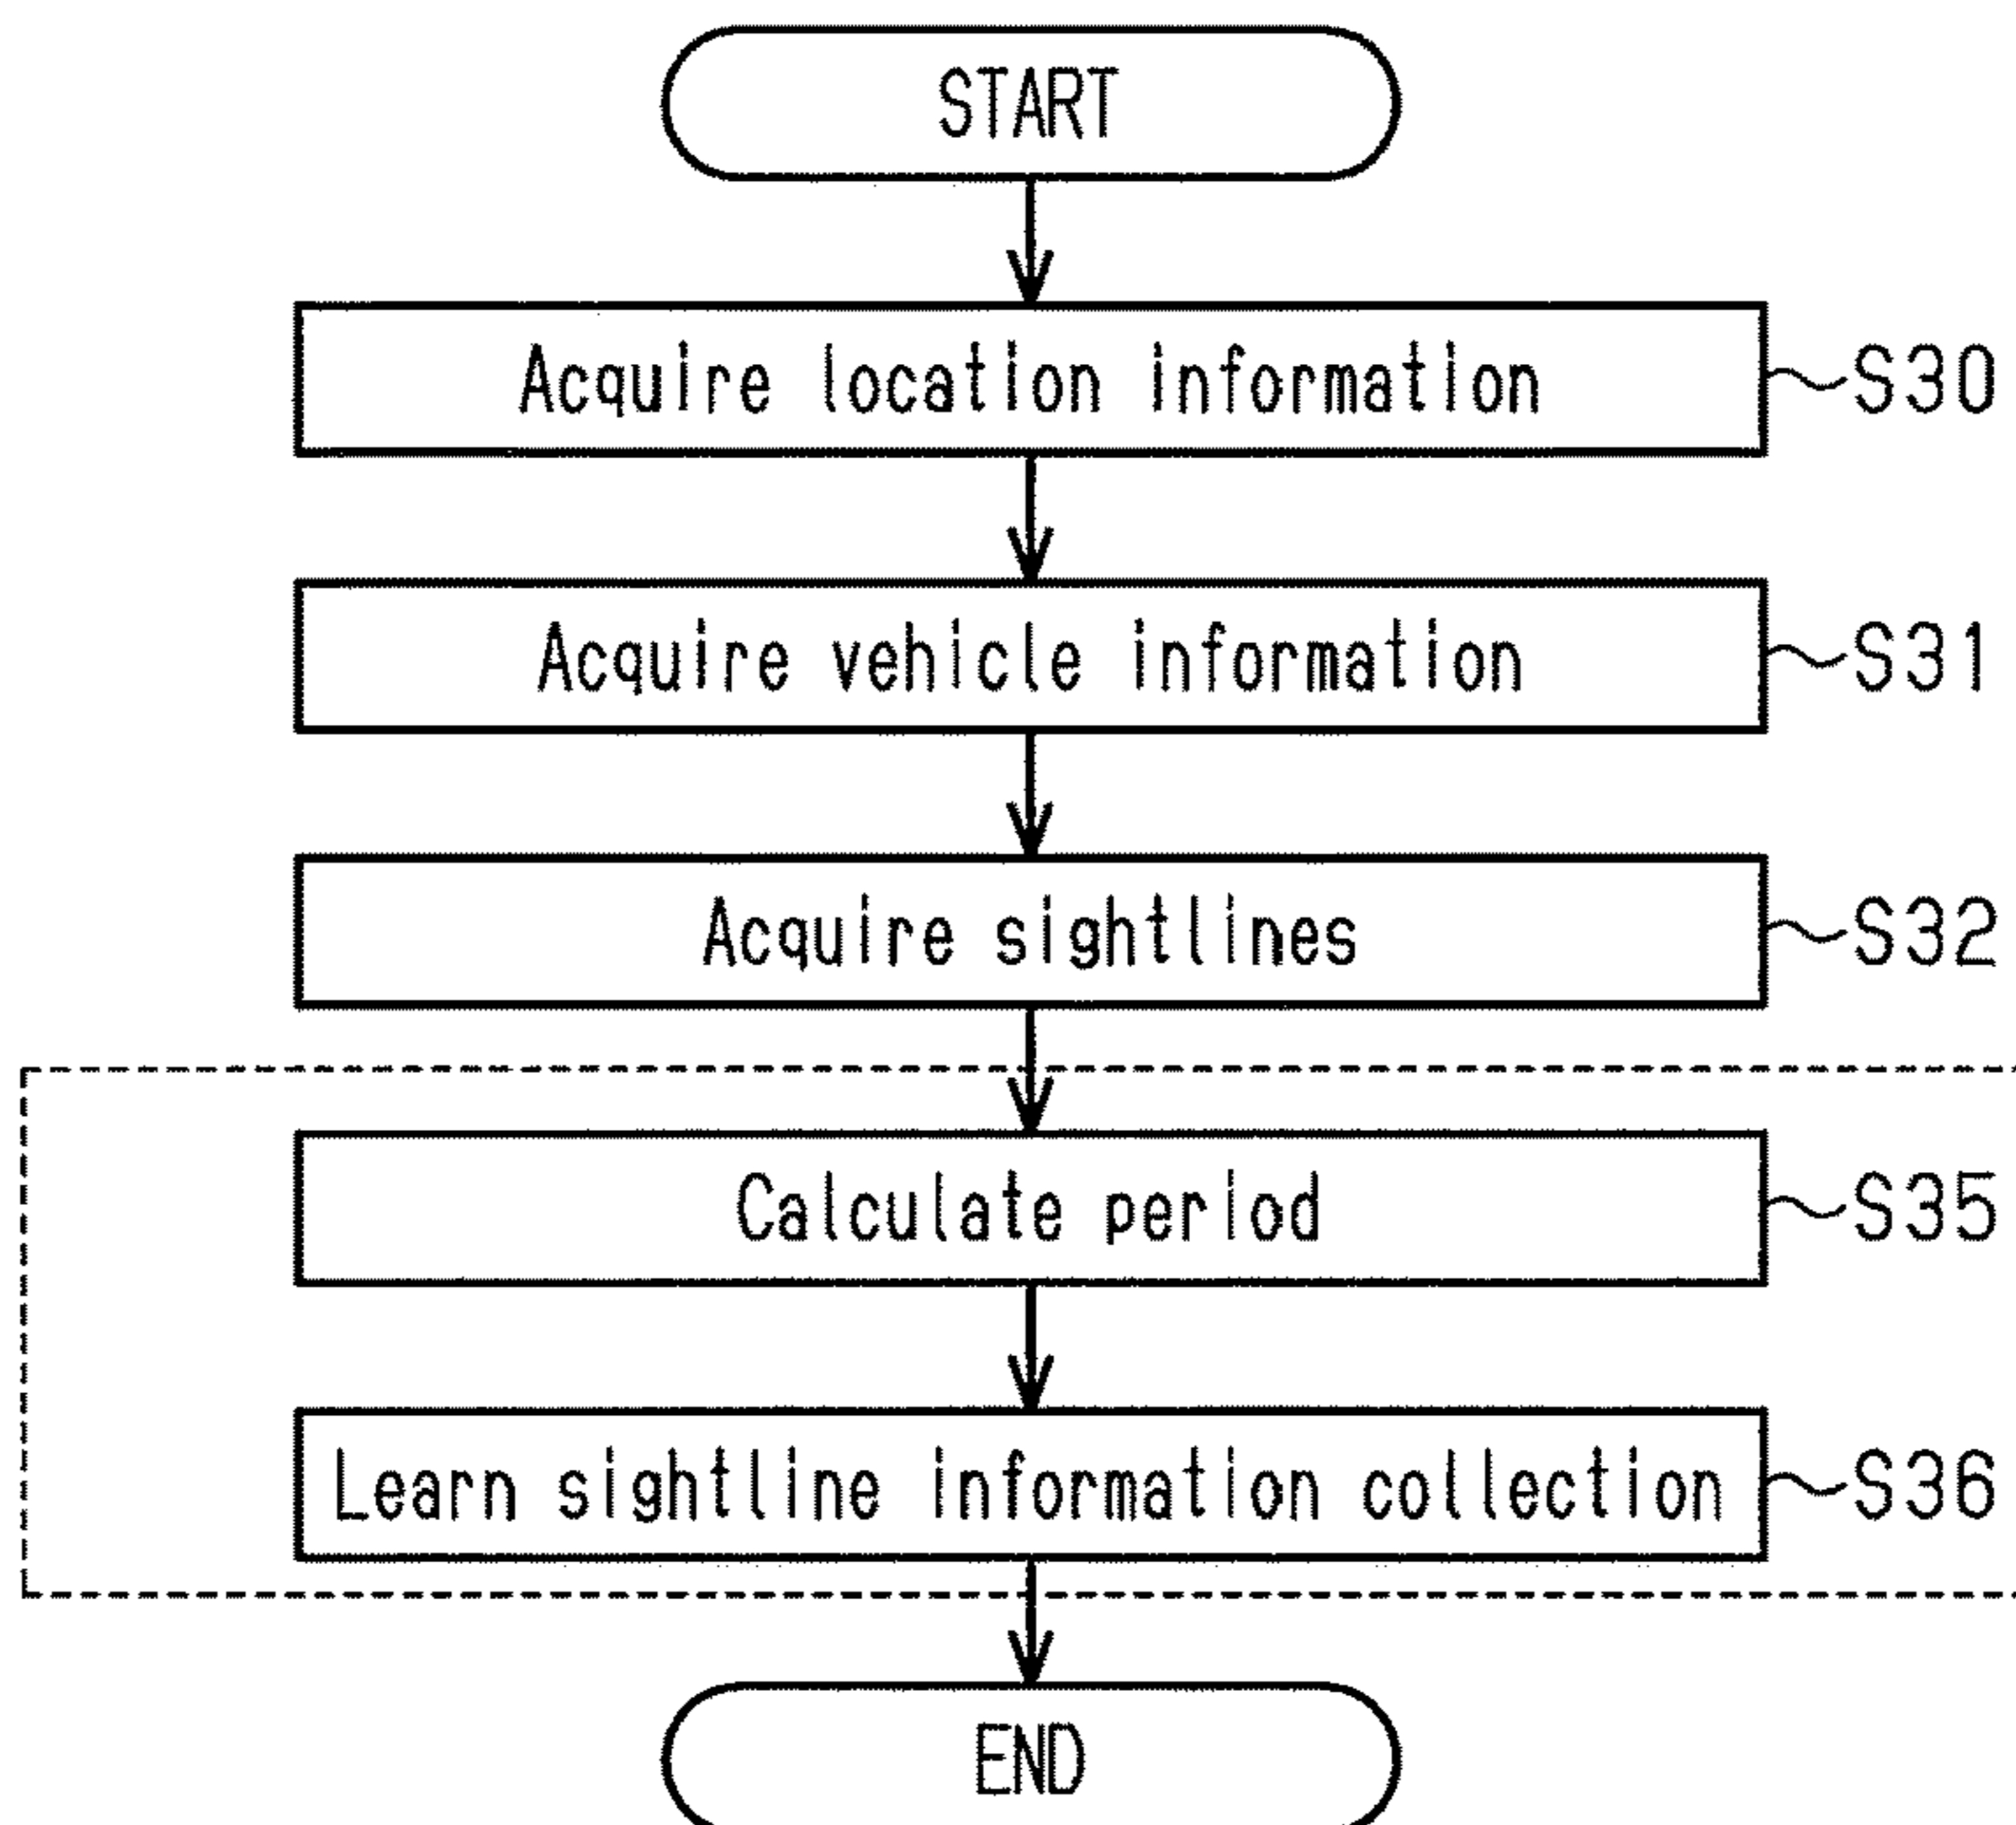 START
Acquire location information S30
Acquire vehicle information S31
Acquire sightlines S32
Calculate period S35
Learn sightline information collection S36
END